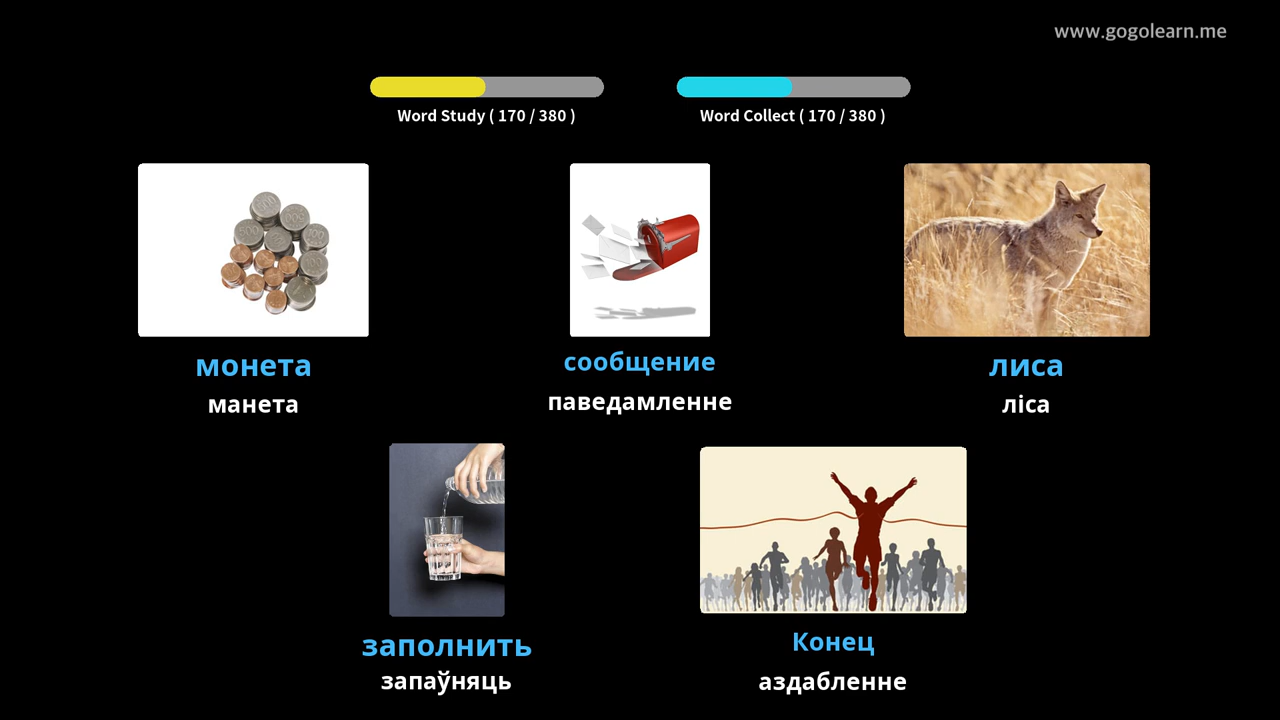 www.gogolearn.me
Word Study ( 170 / 380 )
Word Collect ( 170 / 380 )
монета
манета
сообщение
паведамленне
лиса
ліса
заполнить
запаўняць
Конец
аздабленне